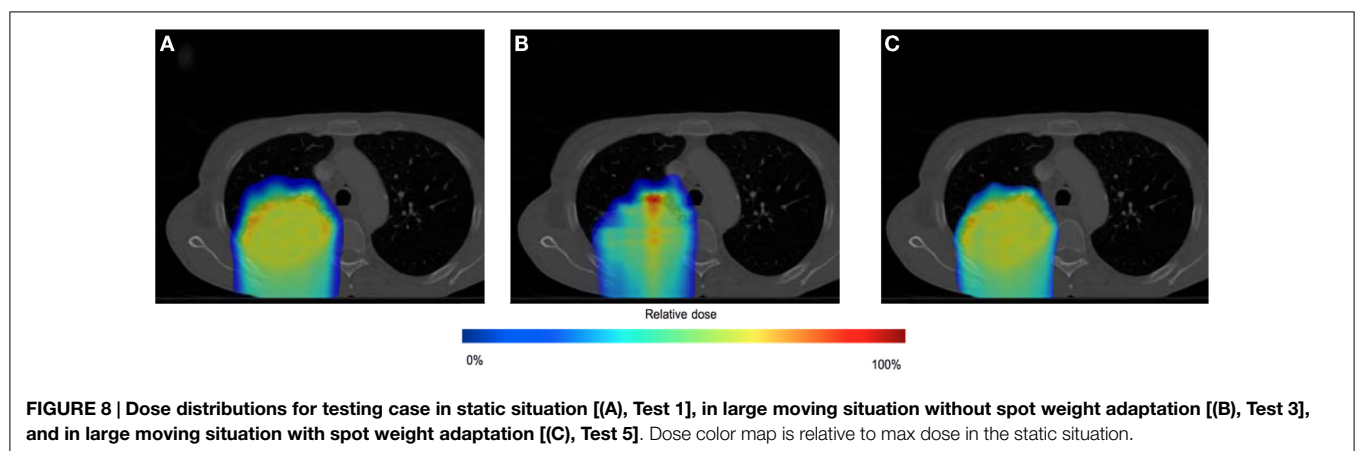 A B C
Relative dose
0% 100%
FIGURE 8 | Dose distributions for testing case in static situation [(A), Test 1], in large moving situation without spot weight adaptation [(B), Test 3],
and in large moving situation with spot weight adaptation [(C), Test 5]. Dose color map is relative to max dose in the static situation.